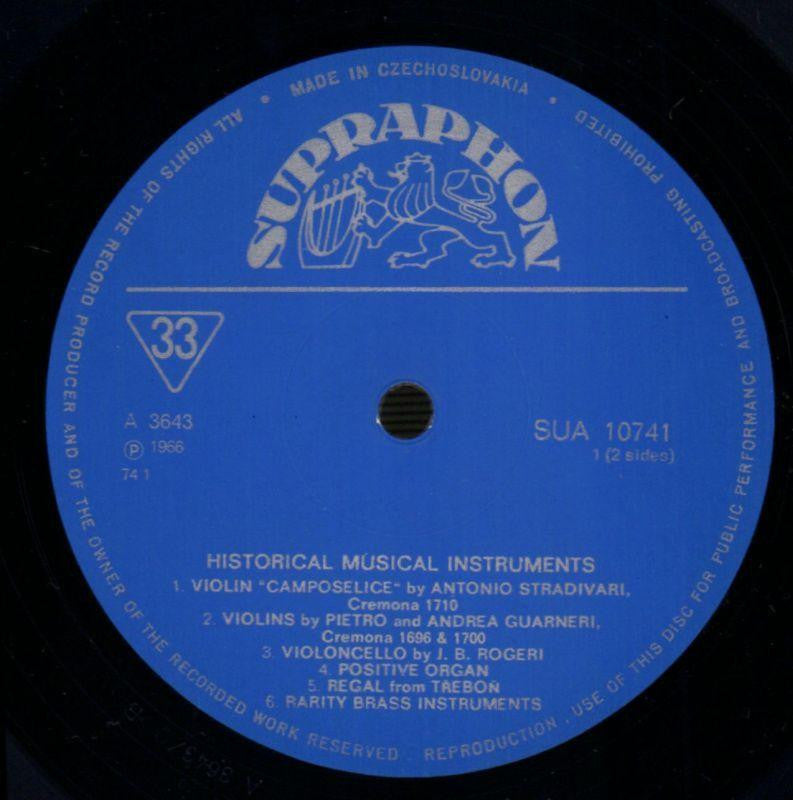 MADE IN CZECHOSLOVAKIA
SUPRAPHON
33
A 3643
Ⓟ 1966
74 1
SUA 10741
1 (2 sides)
HISTORICAL MUSICAL INSTRUMENTS
1. VIOLIN "CAMPOSELICE" by ANTONIO STRADIVARI,
Cremona 1710
2. VIOLINS by PIETRO and ANDREA GUARNERI,
Cremona 1696 & 1700
3. VIOLONCELLO by J. B. ROGERI
4. POSITIVE ORGAN
5. REGAL from TŘEBOŇ
6. RARITY BRASS INSTRUMENTS
ALL RIGHTS OF THE RECORD PRODUCER AND OF THE OWNER OF THE RECORDED WORK RESERVED . REPRODUCTION . USE OF THIS DISC FOR PUBLIC PERFORMANCE AND BROADCASTING PROHIBITED
A 3643/